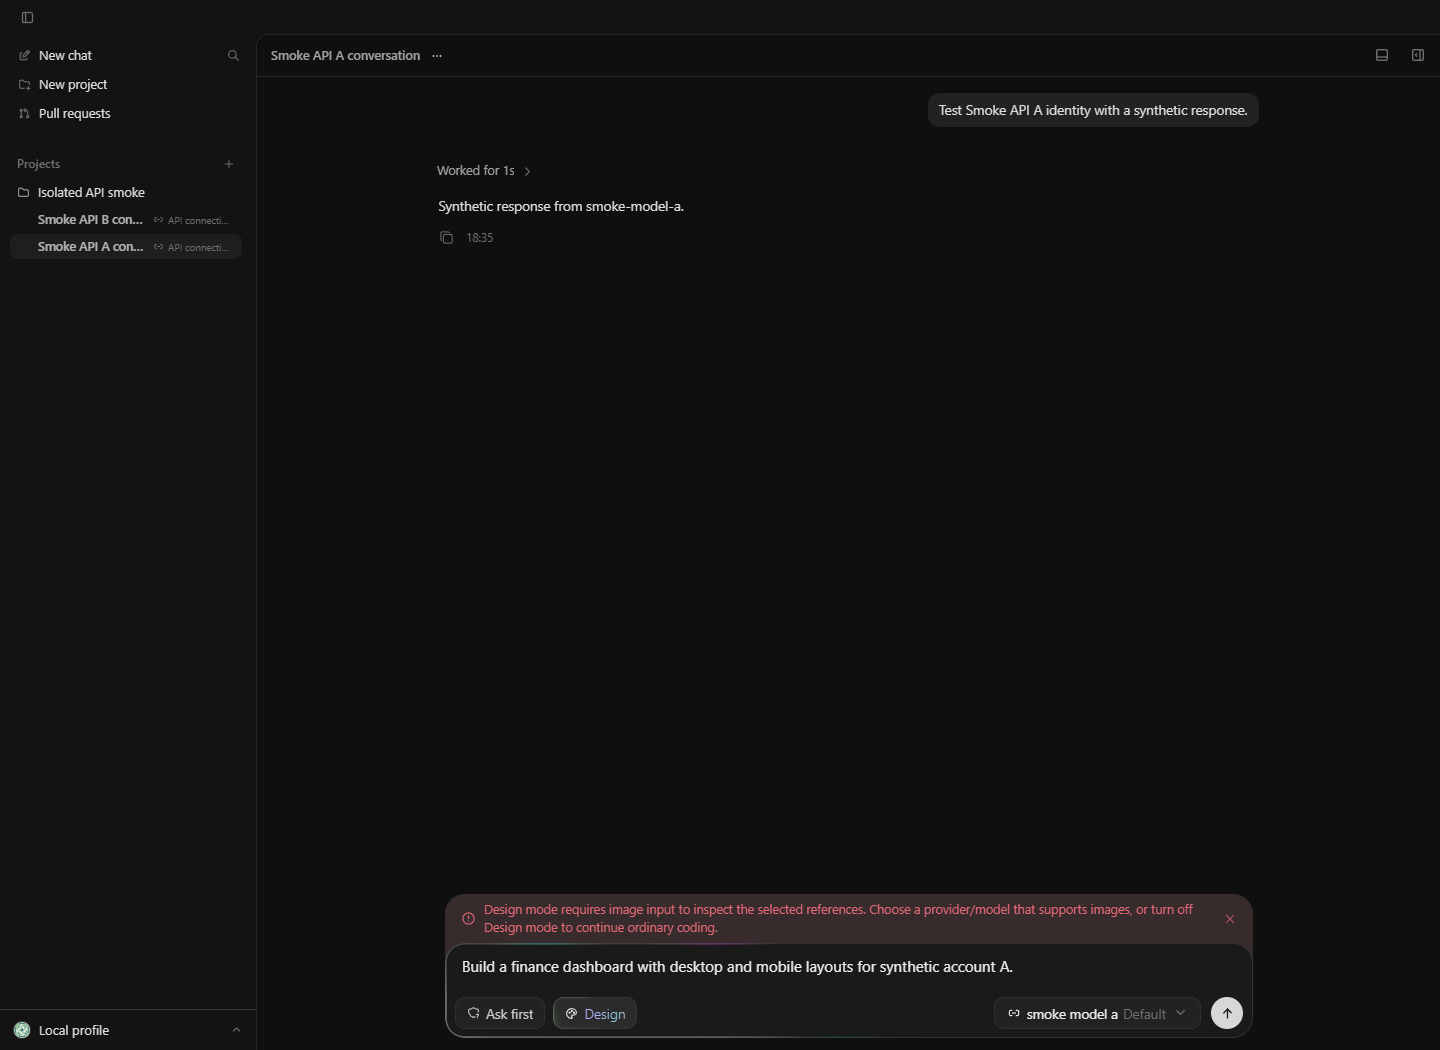 New chat
New project
Pull requests
Projects
Isolated API smoke
Smoke API B con... API connecti...
Smoke API A con... API connecti...
Local profile
Smoke API A conversation ...
Test Smoke API A identity with a synthetic response.
Worked for 1s
Synthetic response from smoke-model-a.
18:35
Design mode requires image input to inspect the selected references. Choose a provider/model that supports images, or turn off
Design mode to continue ordinary coding.
Build a finance dashboard with desktop and mobile layouts for synthetic account A.
Ask first Design smoke model a Default